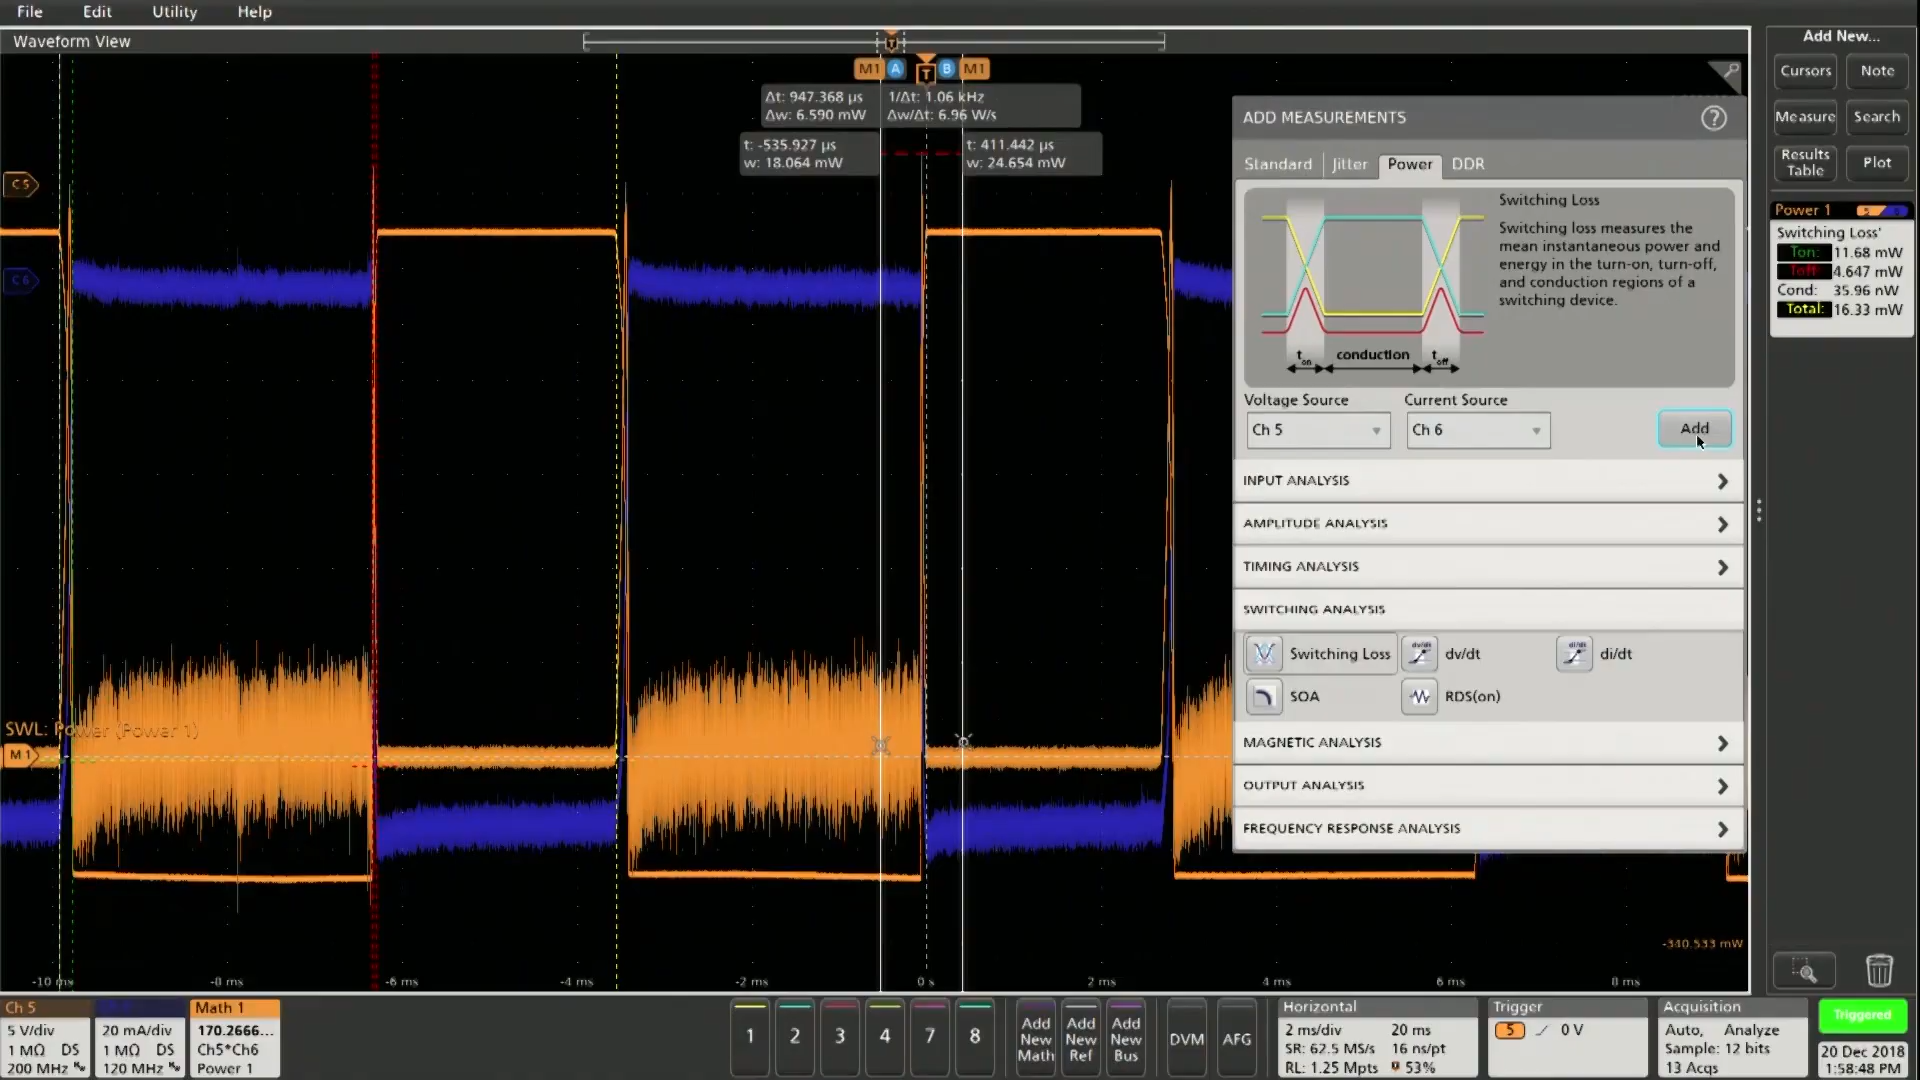 File Edit Utility Help
Waveform View
Add New...
Cursors Note
Measure Search
Results Table Plot
Power 1
Switching Loss'
Ton: 11.68 mW
Toff: 4.647 mW
Cond: 35.96 nW
Total: 16.33 mW
M1 A T B M1
Δt: 947.368 µs 1/Δt: 1.06 kHz
Δw: 6.590 mW Δw/Δt: 6.96 W/s
t: -535.927 µs
w: 18.064 mW
t: 411.442 µs
w: 24.654 mW
C5
C6
SWL: Power (Power 1)
M1
-340.533 mW
-8 ms -6 ms -4 ms -2 ms 0 s 2 ms 4 ms 6 ms 8 ms
ADD MEASUREMENTS ?
Standard Jitter Power DDR
Switching Loss
Switching loss measures the
mean instantaneous power and
energy in the turn-on, turn-off,
and conduction regions of a
switching device.
ton conduction toff
Voltage Source Current Source
Ch 5 Ch 6 Add
INPUT ANALYSIS
AMPLITUDE ANALYSIS
TIMING ANALYSIS
SWITCHING ANALYSIS
Switching Loss dv/dt di/dt
SOA RDS(on)
MAGNETIC ANALYSIS
OUTPUT ANALYSIS
FREQUENCY RESPONSE ANALYSIS
Ch 5
5 V/div
1 MΩ DS
200 MHz
20 mA/div
1 MΩ DS
120 MHz
Math 1
170.2666...
Ch5*Ch6
Power 1
1 2 3 4 7 8
Add New Math
Add New Ref
Add New Bus
DVM AFG
Horizontal
2 ms/div 20 ms
SR: 62.5 MS/s 16 ns/pt
RL: 1.25 Mpts 53%
Trigger
5 0 V
Acquisition
Auto, Analyze
Sample: 12 bits
13 Acqs
Triggered
20 Dec 2018
1:58:48 PM